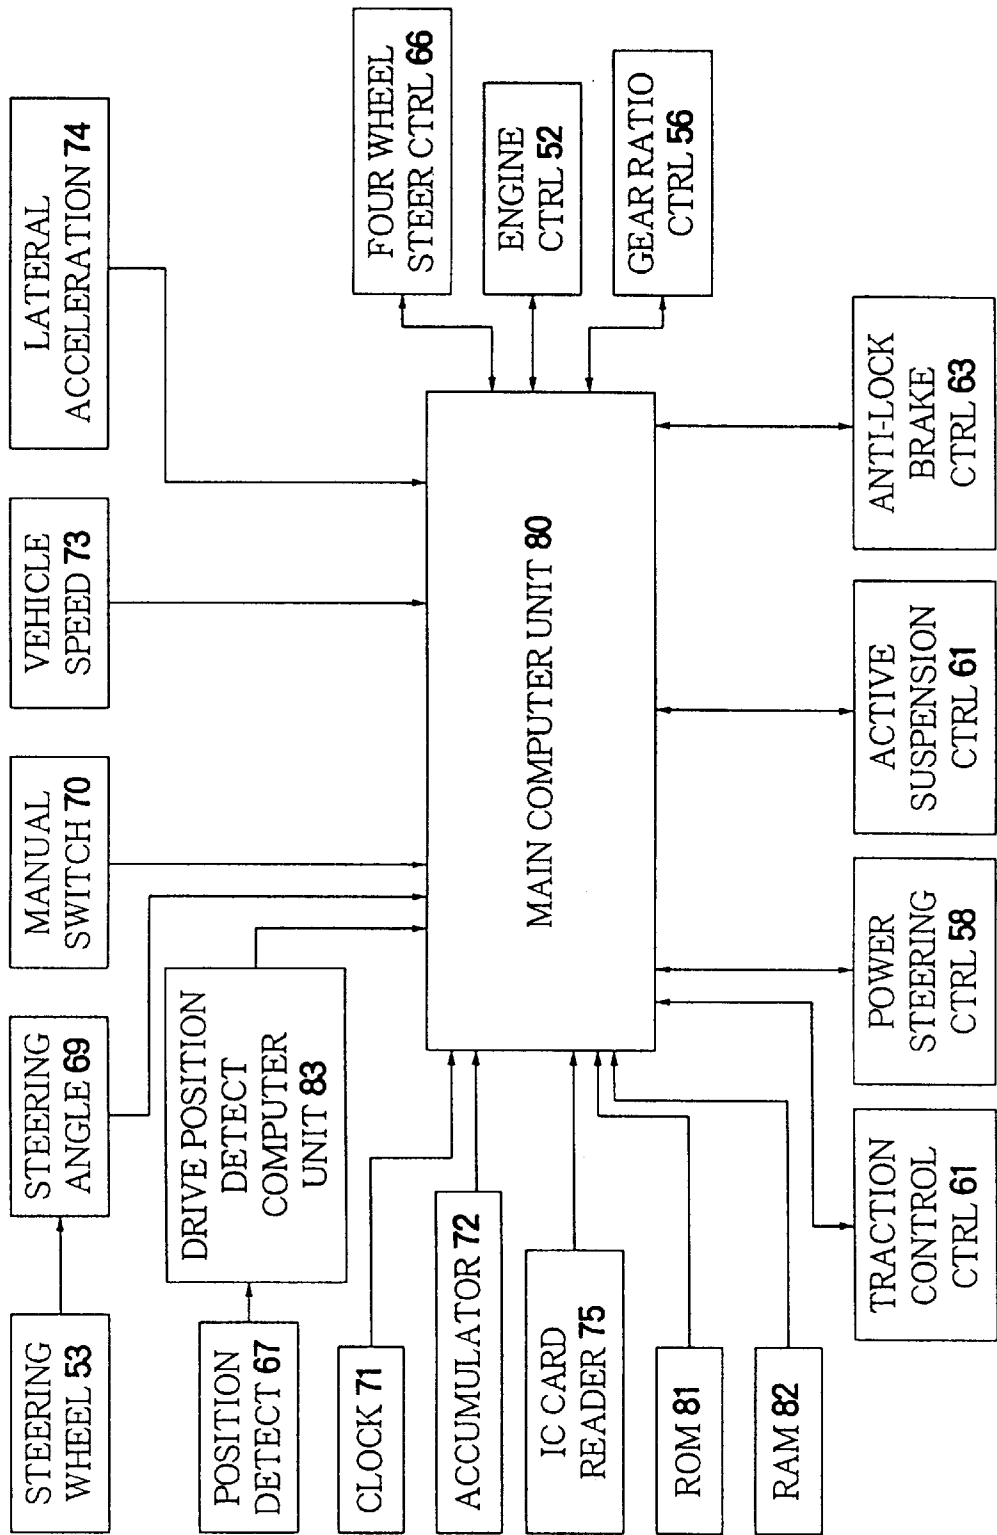 STEERING
WHEEL 53
STEERING
ANGLE 69
MANUAL
SWITCH 70
VEHICLE
SPEED 73
LATERAL
ACCELERATION 74
POSITION
DETECT 67
DRIVE POSITION
DETECT
COMPUTER
UNIT 83
CLOCK 71
ACCUMULATOR 72
IC CARD
READER 75
ROM 81
RAM 82
MAIN COMPUTER UNIT 80
FOUR WHEEL
STEER CTRL 66
ENGINE
CTRL 52
GEAR RATIO
CTRL 56
TRACTION
CONTROL
CTRL 61
POWER
STEERING
CTRL 58
ACTIVE
SUSPENSION
CTRL 61
ANTI-LOCK
BRAKE
CTRL 63